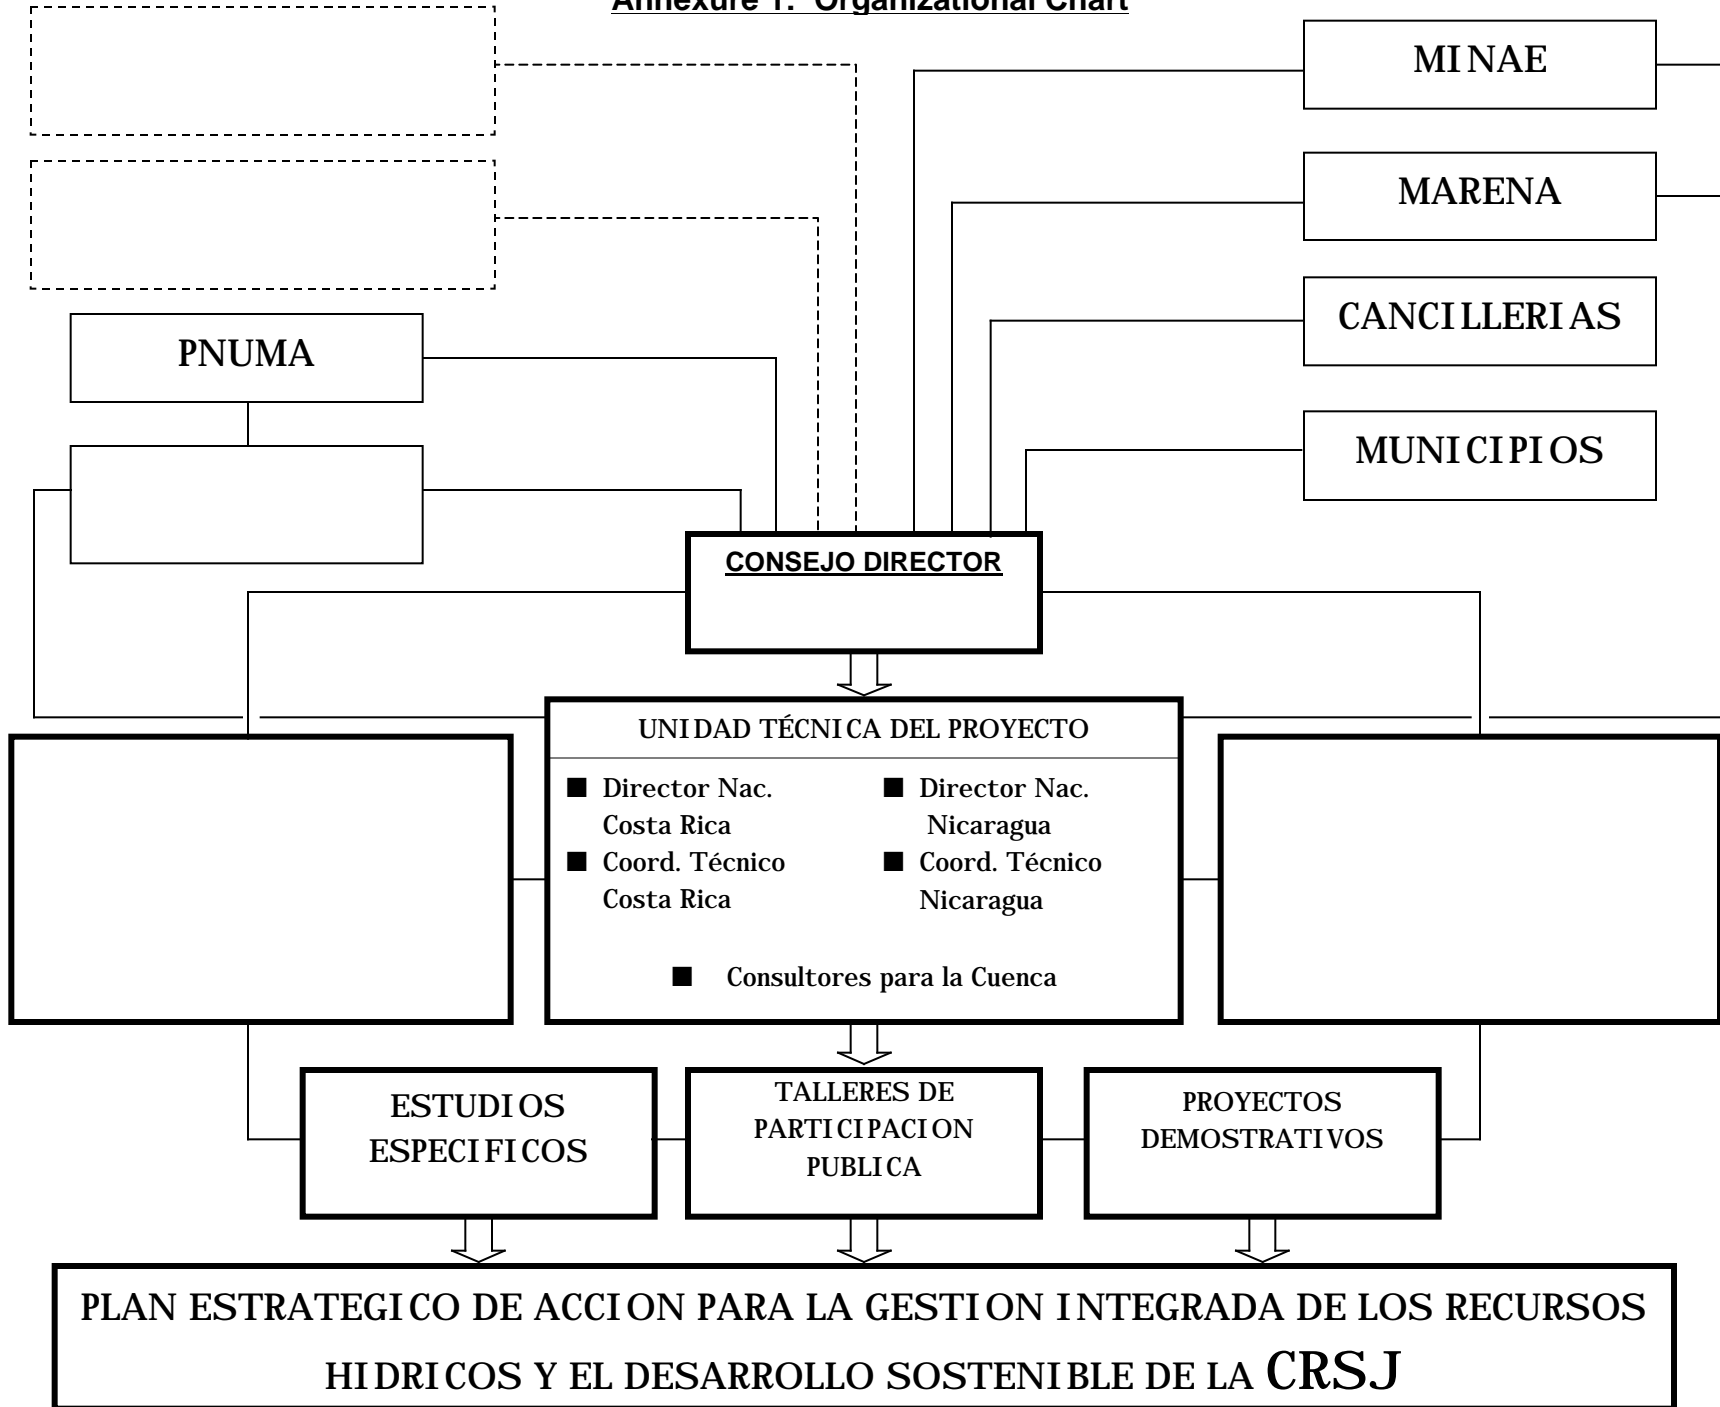 Annexure 1: Organizational Chart
MINAE
MARENA
CANCILLERIAS
PNUMA
MUNICIPIOS
CONSEJO DIRECTOR
UNIDAD TÉCNICA DEL PROYECTO
■ Director Nac.
Costa Rica
■ Coord. Técnico
Costa Rica
■ Director Nac.
Nicaragua
■ Coord. Técnico
Nicaragua
■ Consultores para la Cuenca
ESTUDIOS
ESPECIFICOS
TALLERES DE
PARTICIPACION
PUBLICA
PROYECTOS
DEMOSTRATIVOS
PLAN ESTRATEGICO DE ACCION PARA LA GESTION INTEGRADA DE LOS RECURSOS
HIDRICOS Y EL DESARROLLO SOSTENIBLE DE LA CRSJ